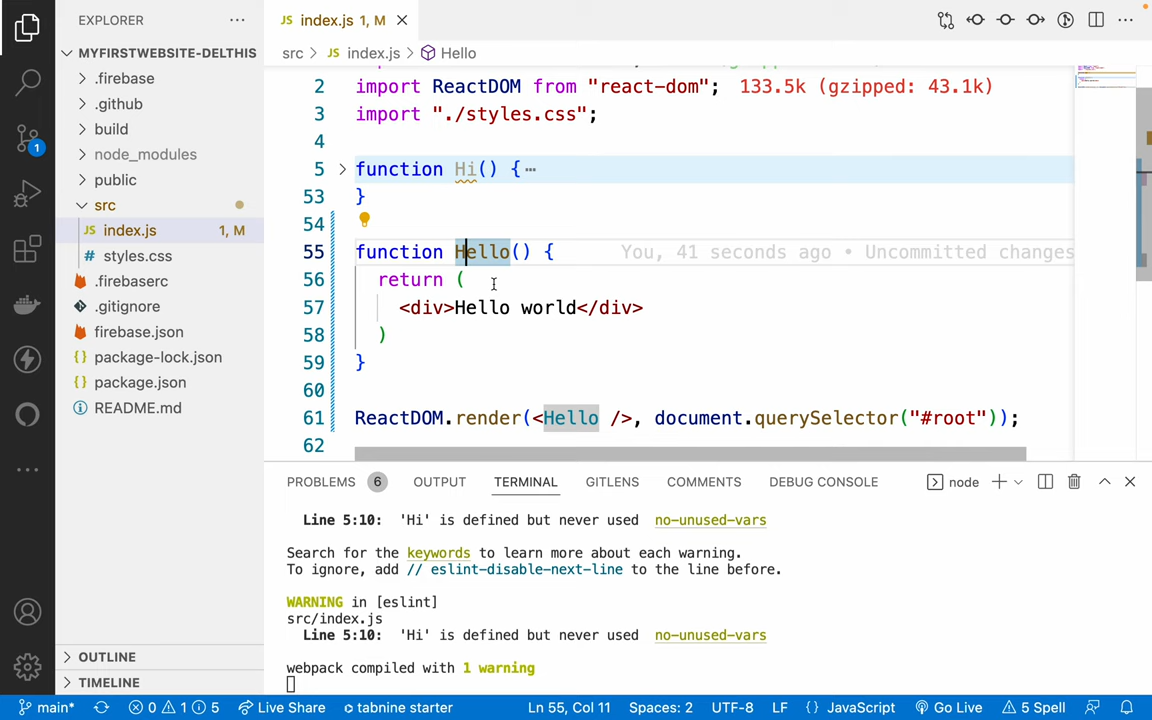 EXPLORER
···
JS index.js 1, M
MYFIRSTWEBSITE-DELTHIS
.firebase
.github
build
node_modules
public
src
JS index.js 1, M
# styles.css
.firebaserc
.gitignore
firebase.json
{} package-lock.json
{} package.json
README.md
OUTLINE
TIMELINE
1
src > JS index.js > Hello
2 import ReactDOM from "react-dom"; 133.5k (gzipped: 43.1k)
3 import "./styles.css";
4
5 function Hi() {···
53 }
54
55 function Hello() { You, 41 seconds ago • Uncommitted changes
56 return (
57 <div>Hello world</div>
58 )
59 }
60
61 ReactDOM.render(<Hello />, document.querySelector("#root"));
62
PROBLEMS 6 OUTPUT TERMINAL GITLENS COMMENTS DEBUG CONSOLE node
Line 5:10: 'Hi' is defined but never used no-unused-vars
Search for the keywords to learn more about each warning.
To ignore, add // eslint-disable-next-line to the line before.
WARNING in [eslint]
src/index.js
Line 5:10: 'Hi' is defined but never used no-unused-vars
webpack compiled with 1 warning
main* 0 1 5 Live Share tabnine starter Ln 55, Col 11 Spaces: 2 UTF-8 LF {} JavaScript Go Live 5 Spell